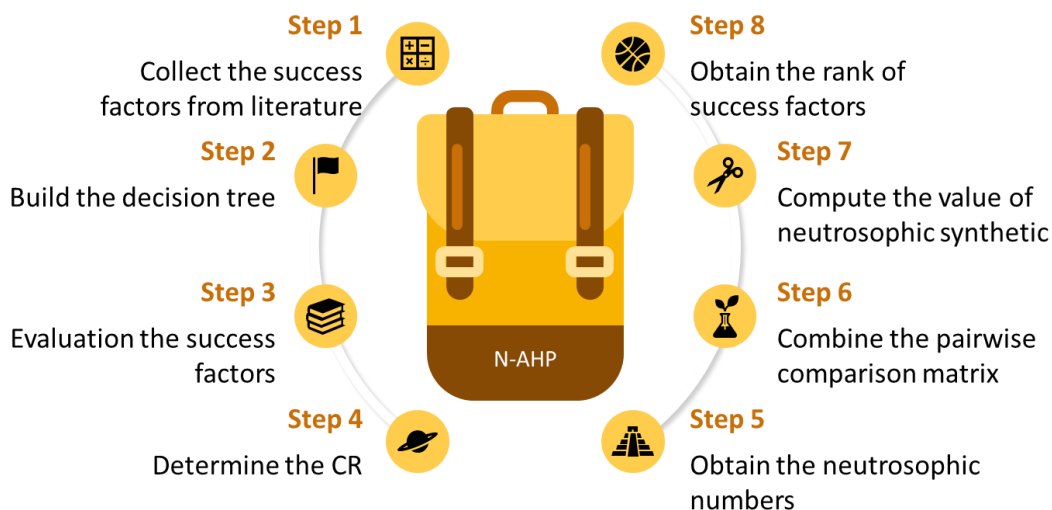 Step 1
Collect the success
factors from literature
Step 2
Build the decision tree
Step 3
Evaluation the success
factors
Step 4
Determine the CR
N-AHP
Step 8
Obtain the rank of
success factors
Step 7
Compute the value of
neutrosophic synthetic
Step 6
Combine the pairwise
comparison matrix
Step 5
Obtain the neutrosophic
numbers